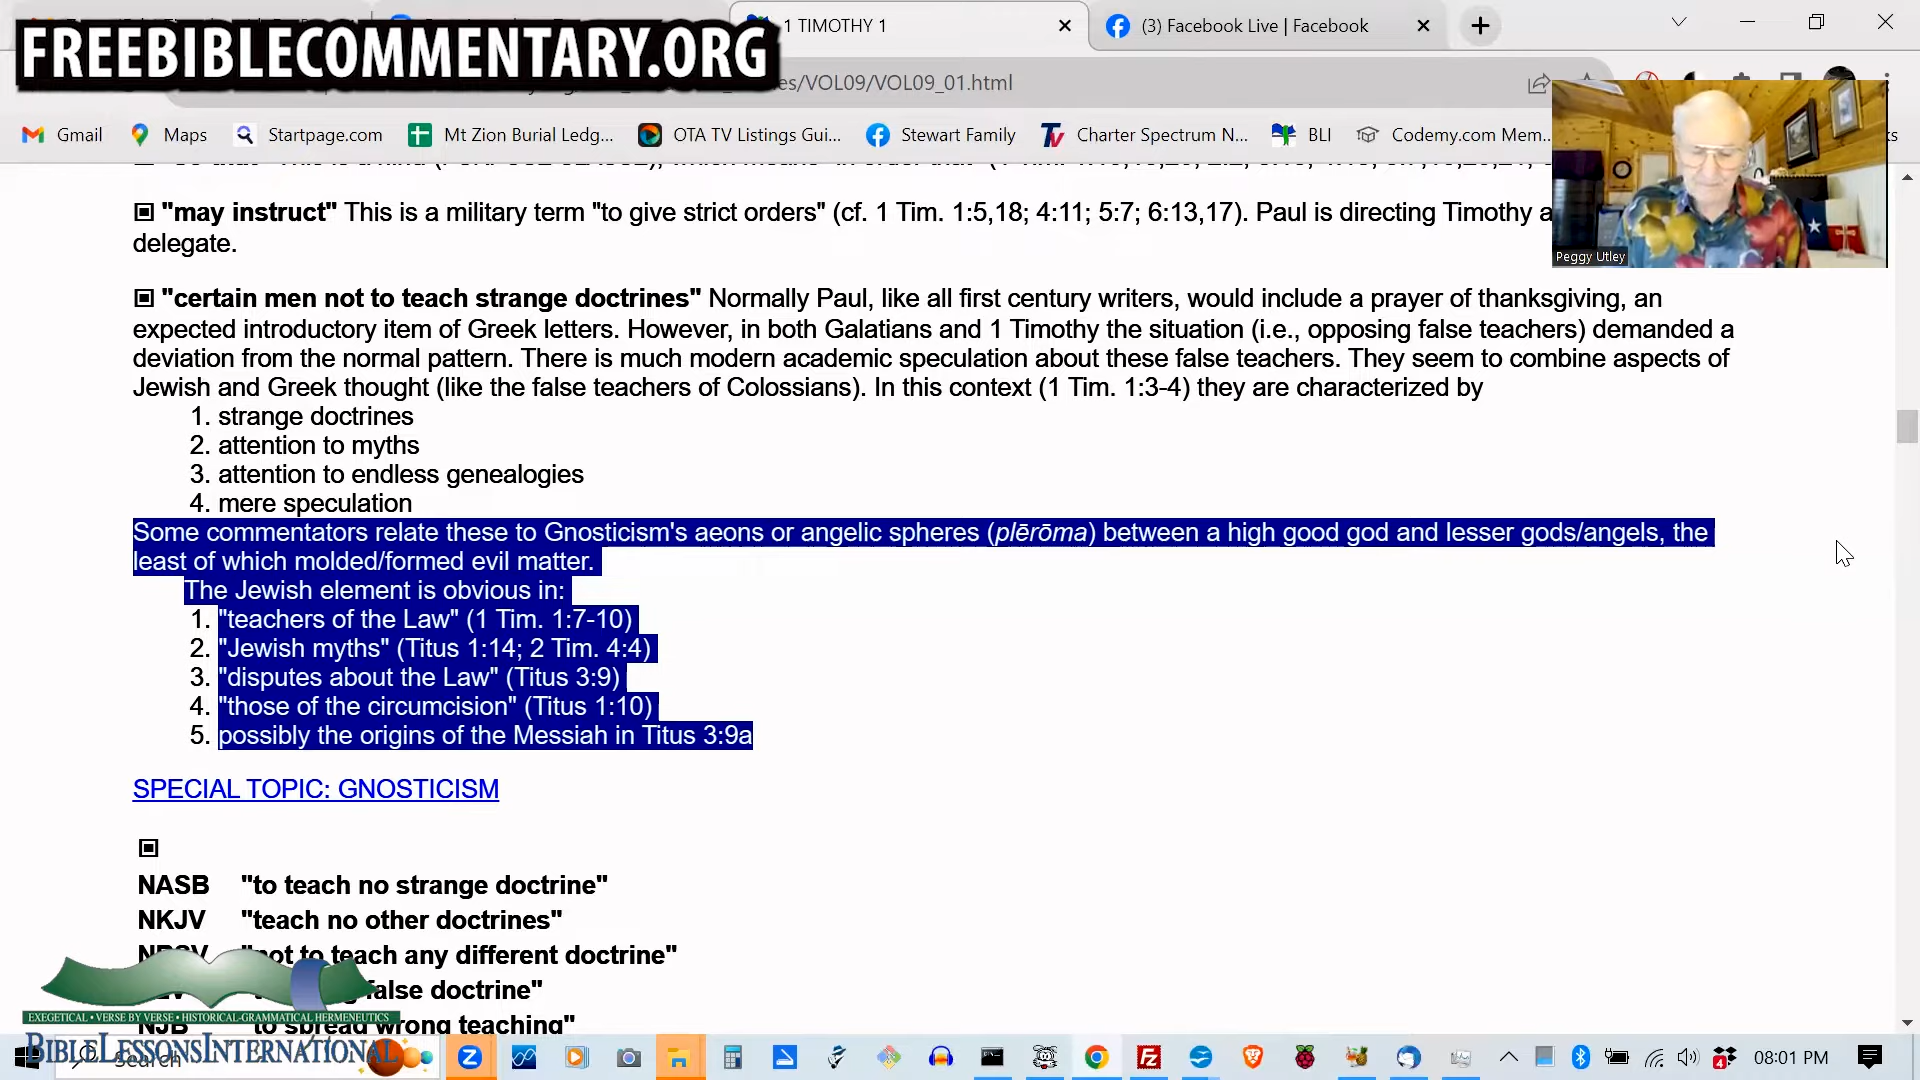 1 TIMOTHY 1
(3) Facebook Live | Facebook
FREEBIBLECOMMENTARY.ORG
es/VOL09/VOL09_01.html
Gmail
Maps
Startpage.com
Mt Zion Burial Ledg...
OTA TV Listings Gui...
Stewart Family
Charter Spectrum N...
BLI
Codemy.com Mem...
"may instruct" This is a military term "to give strict orders" (cf. 1 Tim. 1:5,18; 4:11; 5:7; 6:13,17). Paul is directing Timothy a
delegate.
Peggy Utley
"certain men not to teach strange doctrines" Normally Paul, like all first century writers, would include a prayer of thanksgiving, an
expected introductory item of Greek letters. However, in both Galatians and 1 Timothy the situation (i.e., opposing false teachers) demanded a
deviation from the normal pattern. There is much modern academic speculation about these false teachers. They seem to combine aspects of
Jewish and Greek thought (like the false teachers of Colossians). In this context (1 Tim. 1:3-4) they are characterized by
1. strange doctrines
2. attention to myths
3. attention to endless genealogies
4. mere speculation
Some commentators relate these to Gnosticism's aeons or angelic spheres (plērōma) between a high good god and lesser gods/angels, the
least of which molded/formed evil matter.
The Jewish element is obvious in:
1. "teachers of the Law" (1 Tim. 1:7-10)
2. "Jewish myths" (Titus 1:14; 2 Tim. 4:4)
3. "disputes about the Law" (Titus 3:9)
4. "those of the circumcision" (Titus 1:10)
5. possibly the origins of the Messiah in Titus 3:9a
SPECIAL TOPIC: GNOSTICISM
NASB "to teach no strange doctrine"
NKJV "teach no other doctrines"
NRSV "not to teach any different doctrine"
false doctrine"
NJB "to spread wrong teaching"
EXEGETICAL • VERSE BY VERSE • HISTORICAL-GRAMMATICAL HERMENEUTICS
BIBLELESSONSINTERNATIONAL
Search
08:01 PM